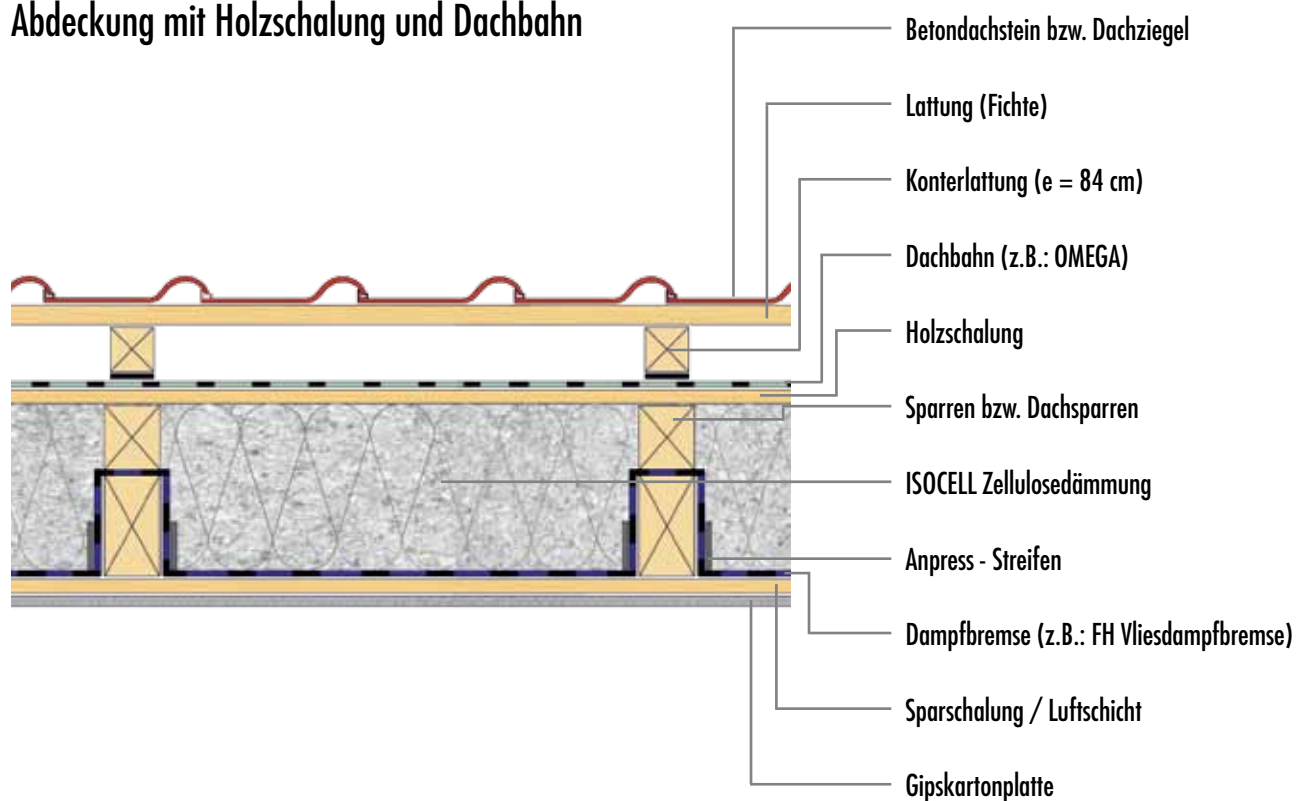 Abdeckung mit Holzschalung und Dachbahn
Betondachstein bzw. Dachziegel
Lattung (Fichte)
Konterlattung (e = 84 cm)
Dachbahn (z.B.: OMEGA)
Holzschalung
Sparren bzw. Dachsparren
ISOCELL Zellulosedämmung
Anpress - Streifen
Dampfbremse (z.B.: FH Vliesdampfbremse)
Sparschalung / Luftschicht
Gipskartonplatte